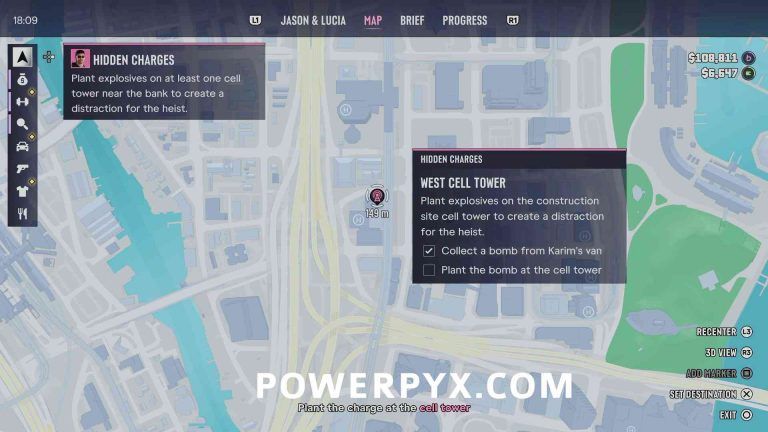 18:09
L1 JASON & LUCIA MAP BRIEF PROGRESS R1
HIDDEN CHARGES
Plant explosives on at least one cell
tower near the bank to create a
distraction for the heist.
$108,811
$6,647
HIDDEN CHARGES
WEST CELL TOWER
Plant explosives on the construction
site cell tower to create a distraction
for the heist.
Collect a bomb from Karim's van
Plant the bomb at the cell tower
149 m
RECENTER L3
3D VIEW R3
ADD MARKER
SET DESTINATION
EXIT
POWERPYX.COM
Plant the charge at the cell tower